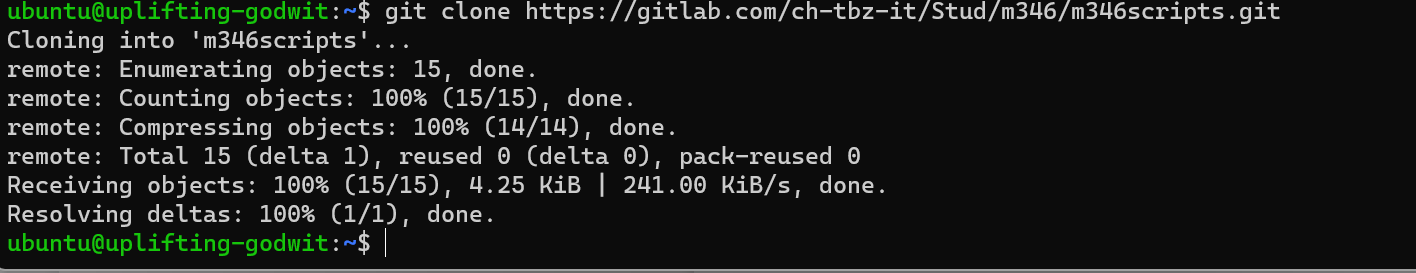 ubuntu@uplifting-godwit:~$ git clone https://gitlab.com/ch-tbz-it/Stud/m346/m346scripts.git
Cloning into 'm346scripts'...
remote: Enumerating objects: 15, done.
remote: Counting objects: 100% (15/15), done.
remote: Compressing objects: 100% (14/14), done.
remote: Total 15 (delta 1), reused 0 (delta 0), pack-reused 0
Receiving objects: 100% (15/15), 4.25 KiB | 241.00 KiB/s, done.
Resolving deltas: 100% (1/1), done.
ubuntu@uplifting-godwit:~$